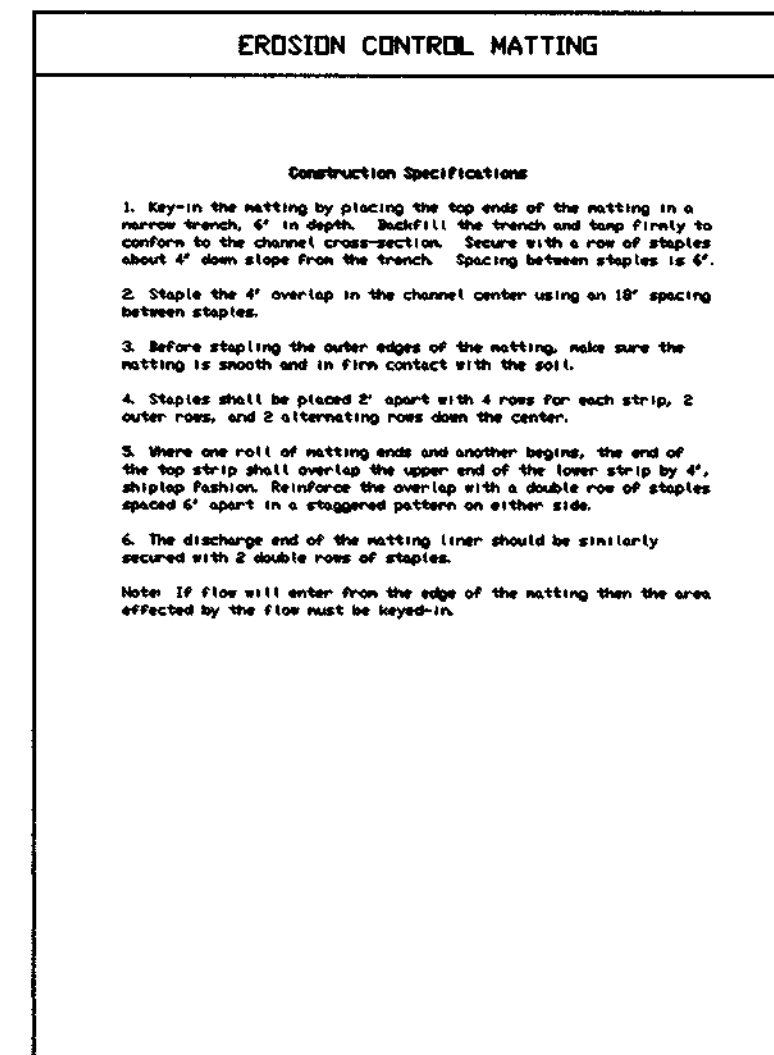 EROSION CONTROL MATTING
Construction Specifications
1. Key-in the matting by placing the top ends of the matting in a
narrow trench, 6" in depth. Backfill the trench and tamp firmly to
conform to the channel cross-section. Secure with a row of staples
about 4" down slope from the trench. Spacing between staples is 6".
2. Staple the 4" overlap in the channel center using an 18" spacing
between staples.
3. Before stapling the outer edges of the matting, make sure the
matting is smooth and in firm contact with the soil.
4. Staples shall be placed 2' apart with 4 rows for each strip, 2
outer rows, and 2 alternating rows down the center.
5. Where one roll of matting ends and another begins, the end of
the top strip shall overlap the upper end of the lower strip by 4",
shiplap fashion. Reinforce the overlap with a double row of staples
spaced 6" apart in a staggered pattern on either side.
6. The discharge end of the matting liner should be similarly
secured with 2 double rows of staples.
Note: If flow will enter from the edge of the matting then the area
effected by the flow must be keyed-in.